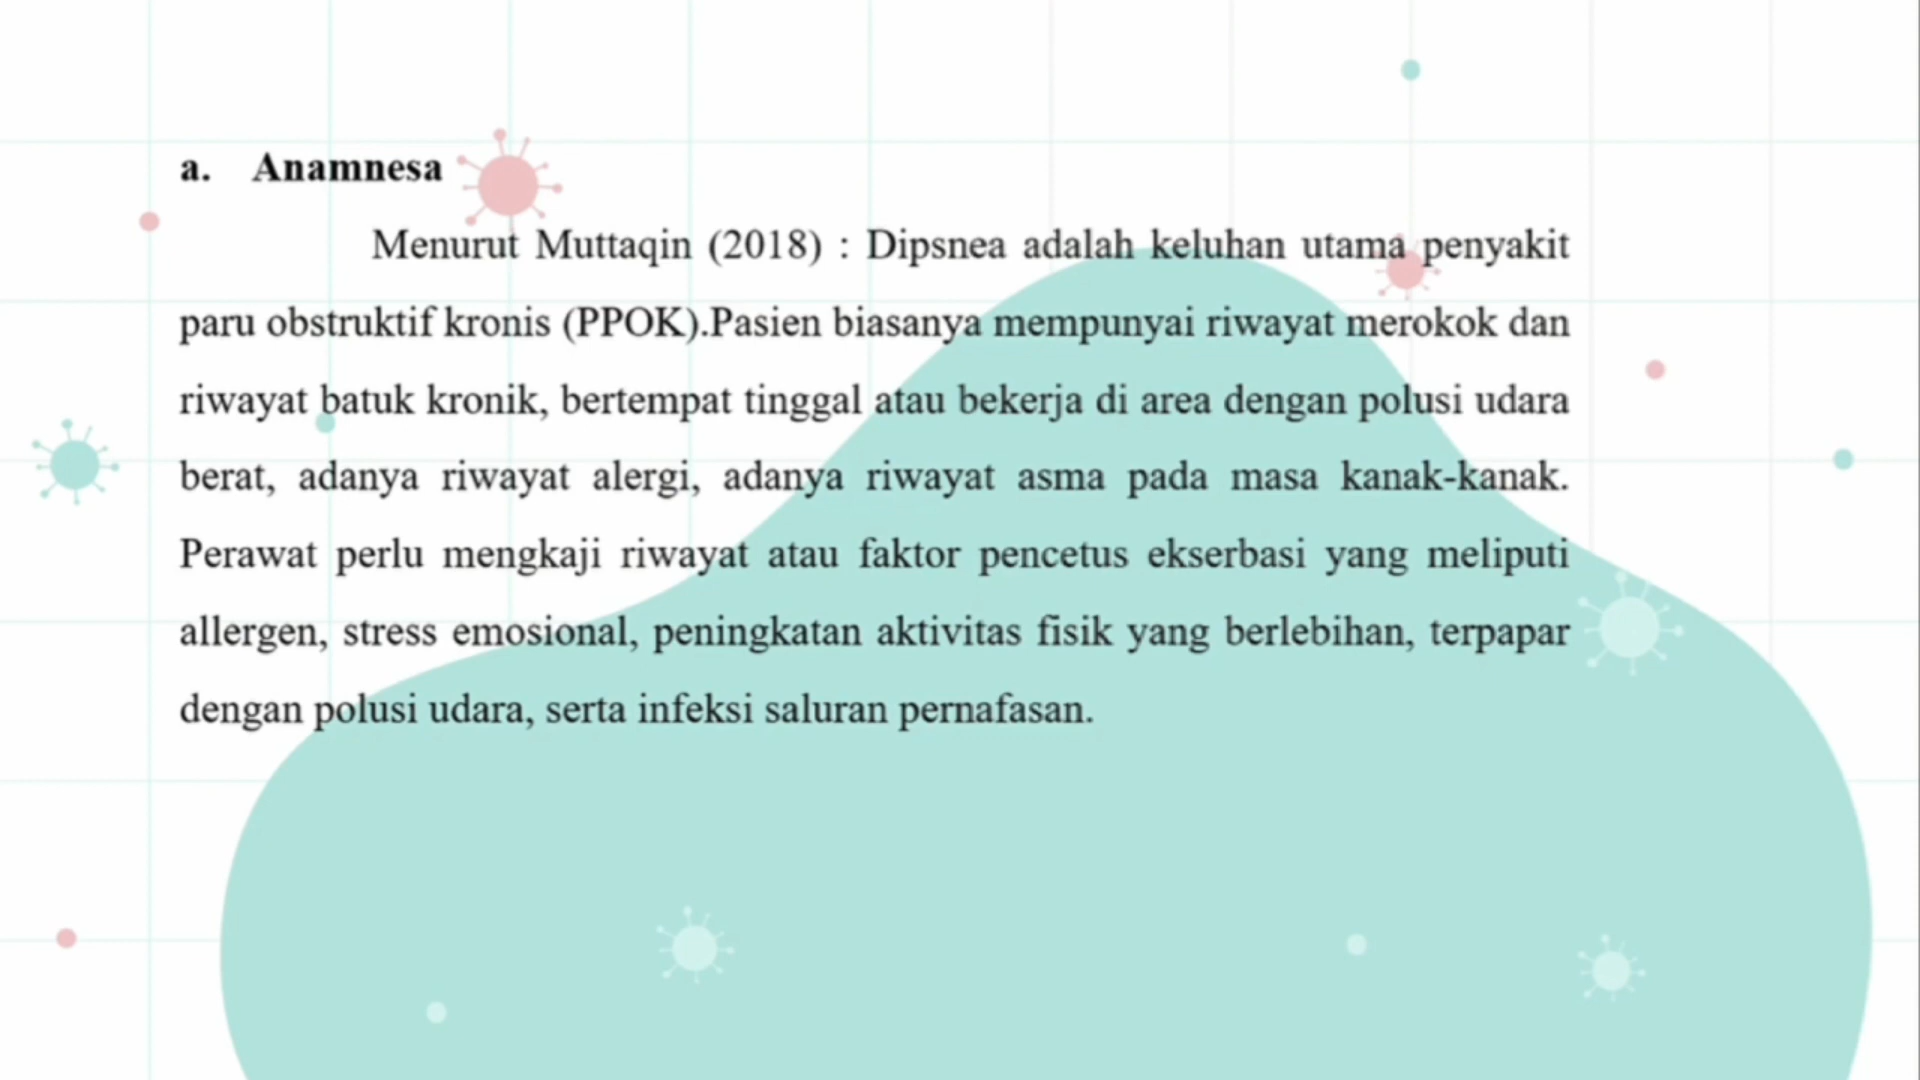 a. Anamnesa
Menurut Muttaqin (2018) : Dipsnea adalah keluhan utama penyakit
paru obstruktif kronis (PPOK).Pasien biasanya mempunyai riwayat merokok dan
riwayat batuk kronik, bertempat tinggal atau bekerja di area dengan polusi udara
berat, adanya riwayat alergi, adanya riwayat asma pada masa kanak-kanak.
Perawat perlu mengkaji riwayat atau faktor pencetus ekserbasi yang meliputi
allergen, stress emosional, peningkatan aktivitas fisik yang berlebihan, terpapar
dengan polusi udara, serta infeksi saluran pernafasan.